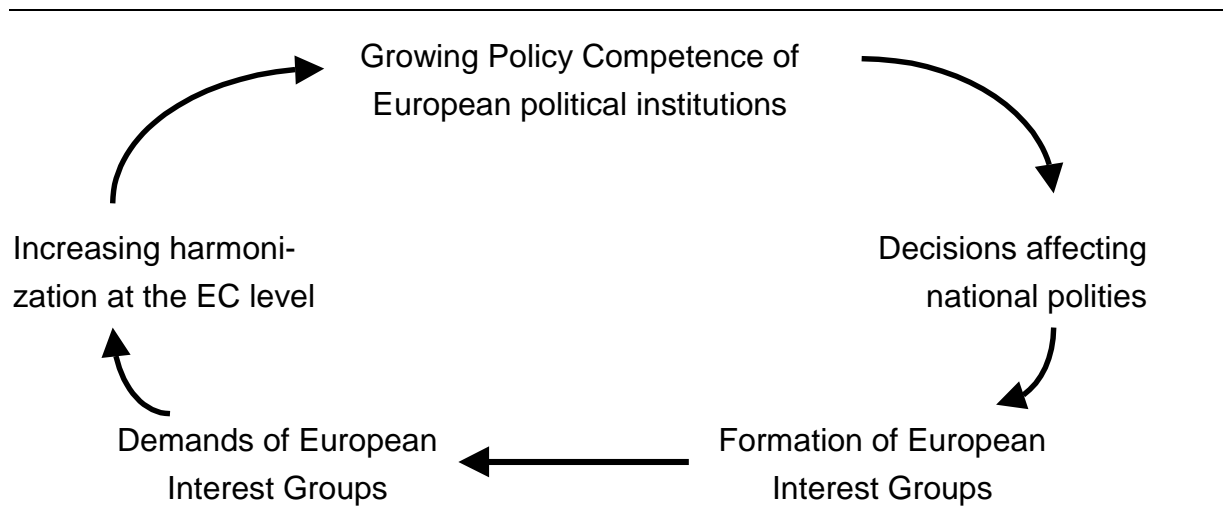 Growing Policy Competence of
European political institutions
Decisions affecting
national polities
Formation of European
Interest Groups
Demands of European
Interest Groups
Increasing harmoni-
zation at the EC level